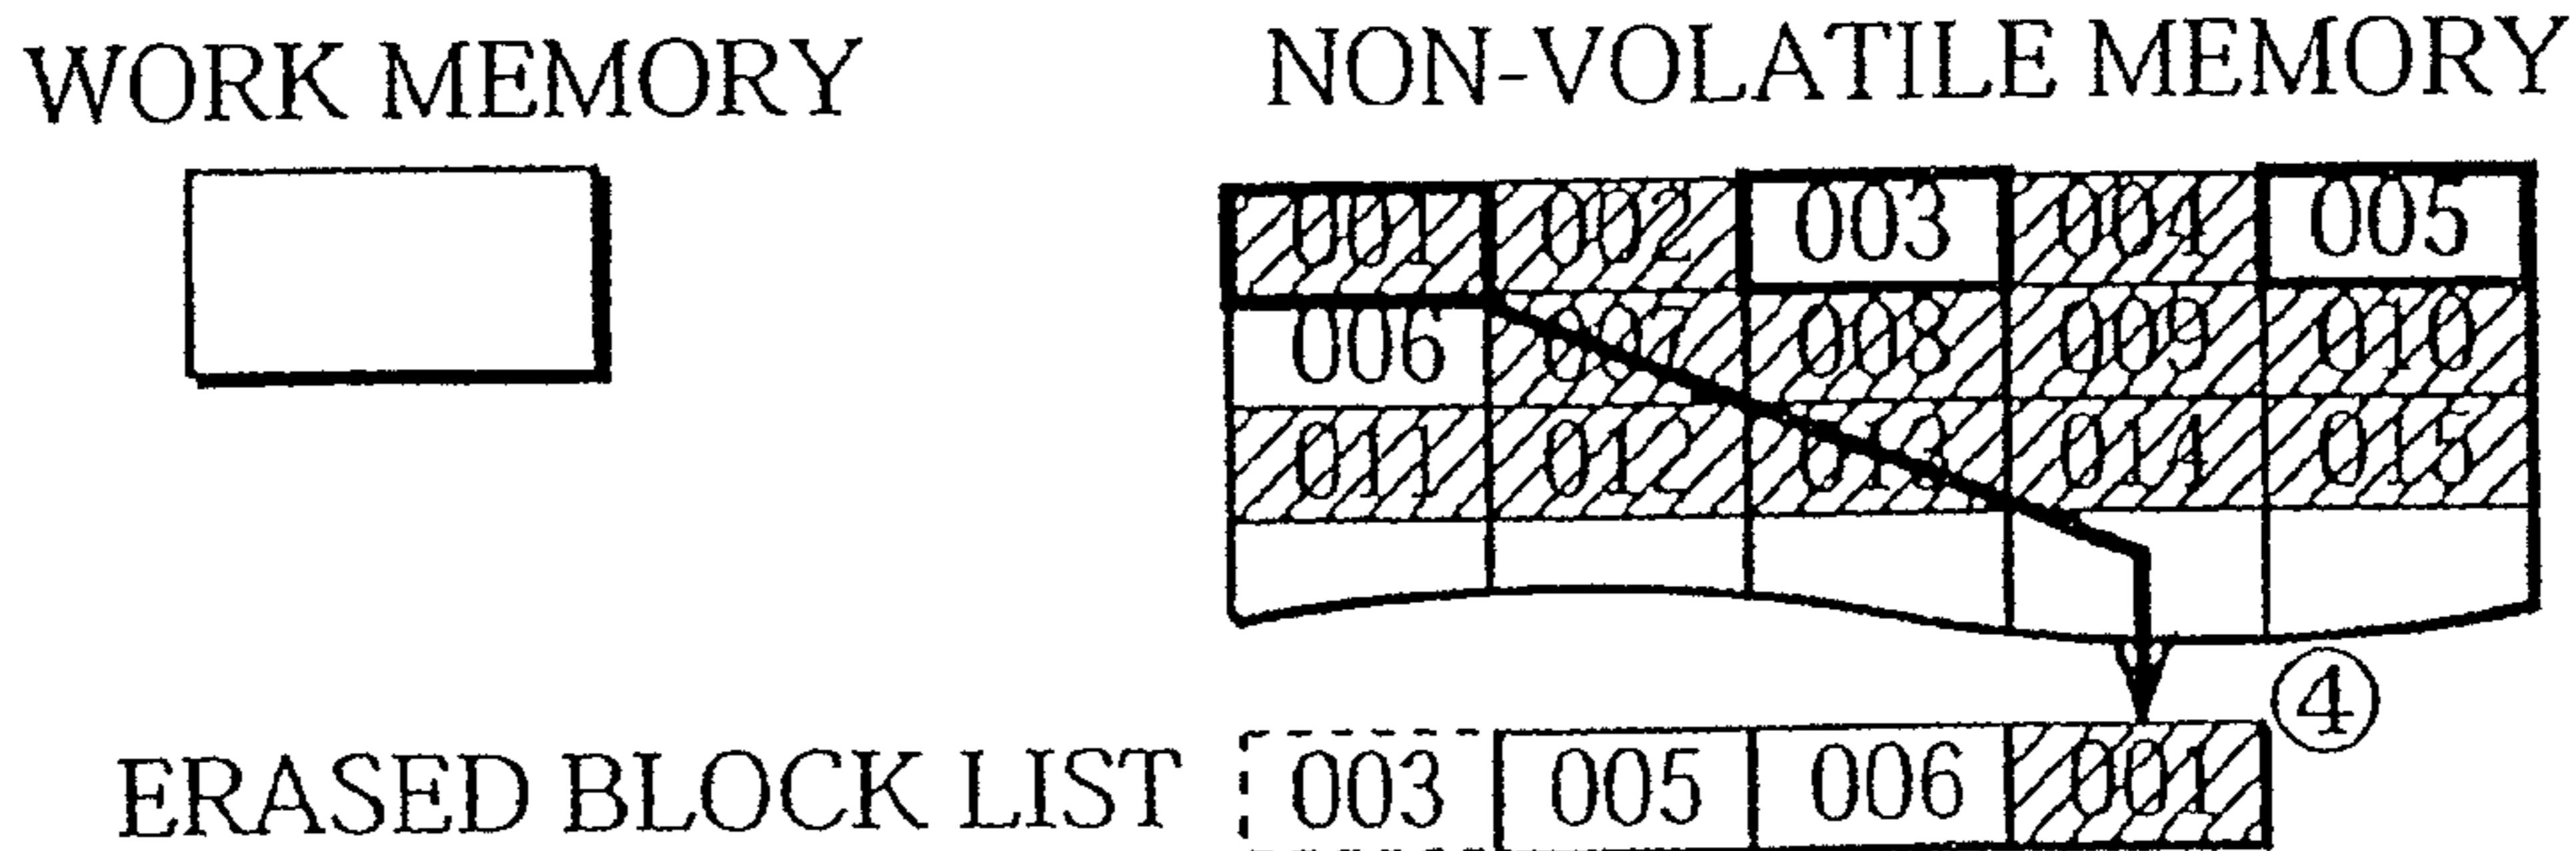 WORK MEMORY
NON-VOLATILE MEMORY
001 002 003 004 005
006 007 008 009 010
011 012 013 014 015
④
ERASED BLOCK LIST 003 005 006 001